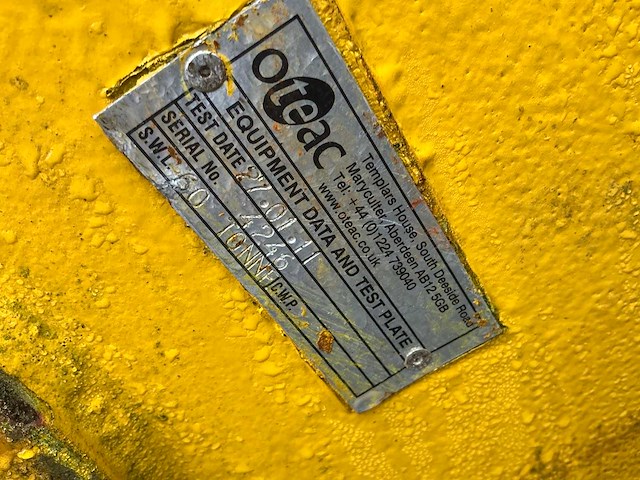 oteac
Templars House, South Deeside Road
Maryculter, Aberdeen AB12 5GB
Tel: +44 (0)1224 739040
www.oteac.co.uk
EQUIPMENT DATA AND TEST PLATE
TEST DATE 27.01.11
SERIAL No. 4246
S.W.L. 60 TONNE/C.W.P.